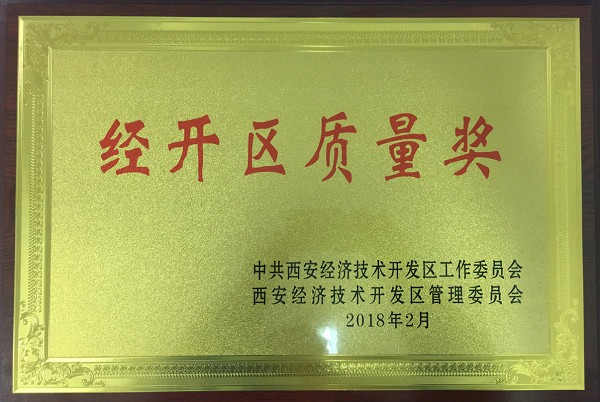 经开区质量奖
中共西安经济技术开发区工作委员会
西安经济技术开发区管理委员会
2018年2月